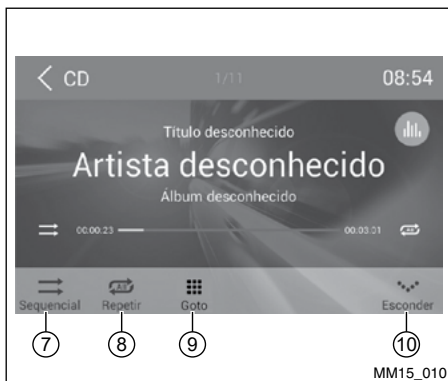 CD 1/11 08:54
Título desconhecido
Artista desconhecido
Álbum desconhecido
00:00:23 00:03:01
Sequencial Repetir Goto Esconder
7 8 9 10
MM15_010